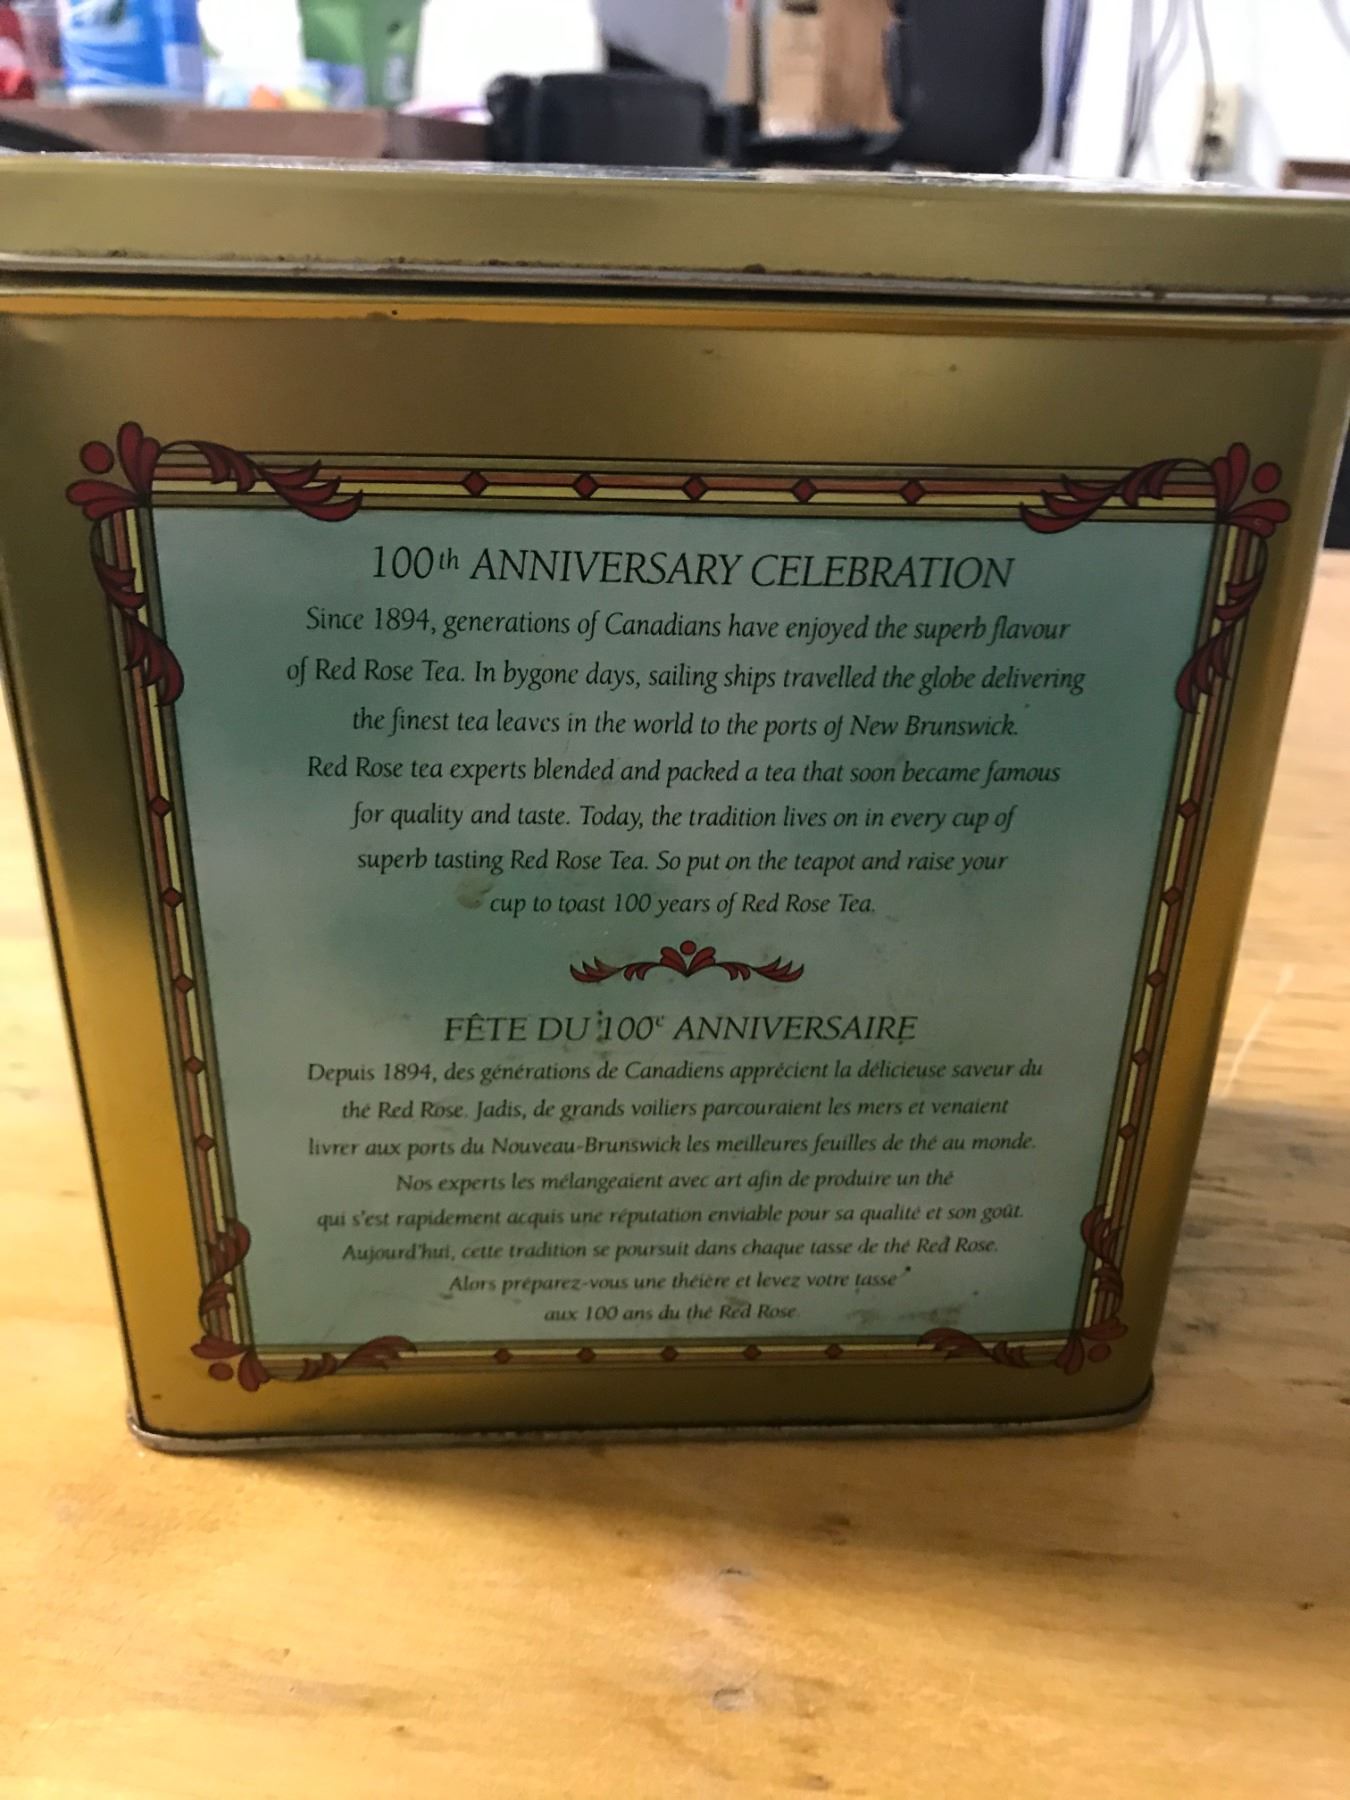 100th ANNIVERSARY CELEBRATION
Since 1894, generations of Canadians have enjoyed the superb flavour
of Red Rose Tea. In bygone days, sailing ships travelled the globe delivering
the finest tea leaves in the world to the ports of New Brunswick.
Red Rose tea experts blended and packed a tea that soon became famous
for quality and taste. Today, the tradition lives on in every cup of
superb tasting Red Rose Tea. So put on the teapot and raise your
cup to toast 100 years of Red Rose Tea.
FÊTE DU 100e ANNIVERSAIRE
Depuis 1894, des générations de Canadiens apprécient la délicieuse saveur du
thé Red Rose. Jadis, de grands voiliers parcouraient les mers et venaient
livrer aux ports du Nouveau-Brunswick les meilleures feuilles de thé au monde.
Nos experts les mélangeaient avec art afin de produire un thé
qui s'est rapidement acquis une réputation enviable pour sa qualité et son goût.
Aujourd'hui, cette tradition se poursuit dans chaque tasse de thé Red Rose.
Alors préparez-vous une théière et levez votre tasse
aux 100 ans du thé Red Rose.